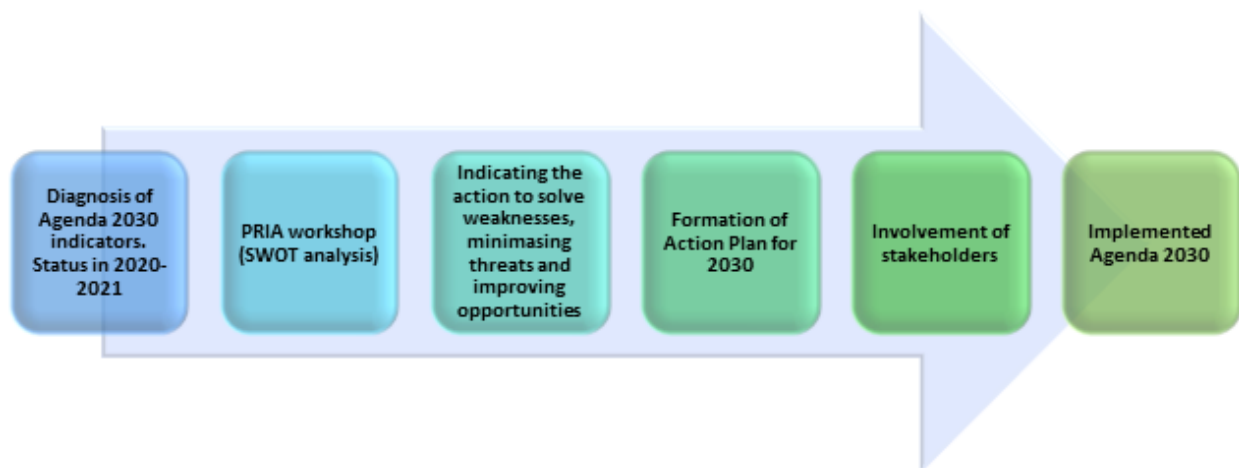 Diagnosis of
Agenda 2030
indicators.
Status in 2020-
2021
PRIA workshop
(SWOT analysis)
Indicating the
action to solve
weaknesses,
minimasing
threats and
improving
opportunities
Formation of
Action Plan for
2030
Involvement of
stakeholders
Implemented
Agenda 2030